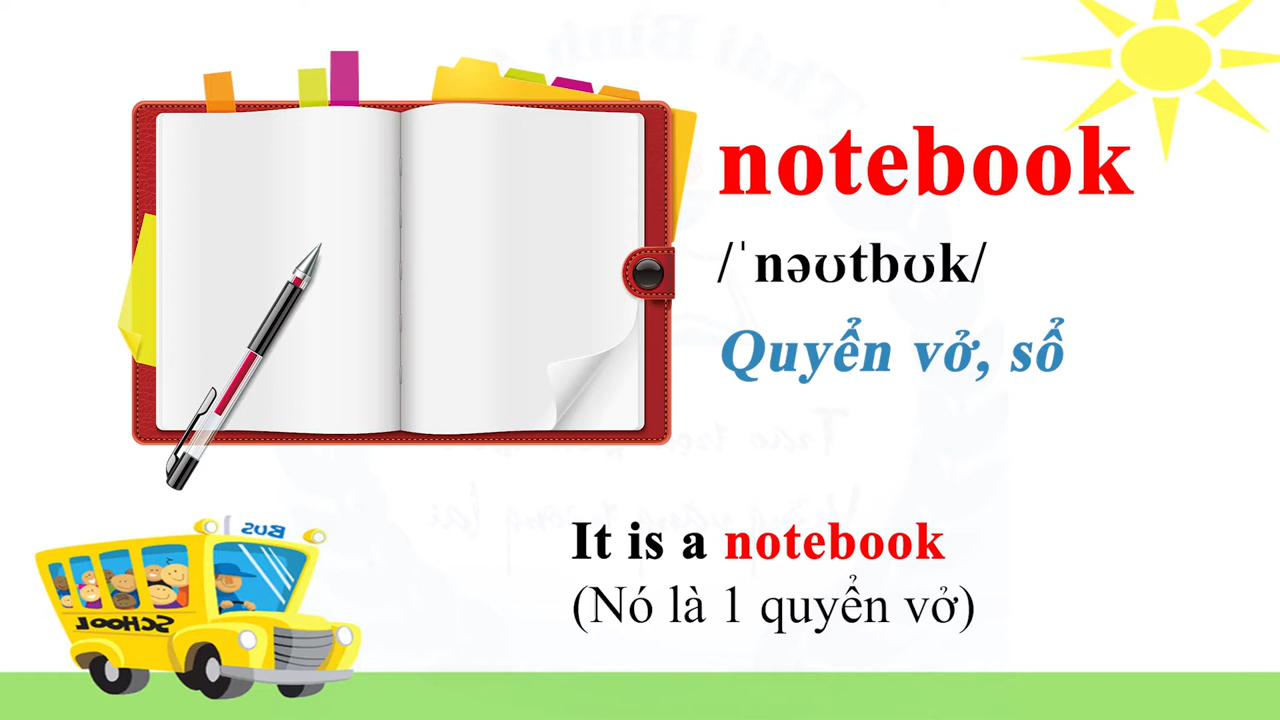 notebook
/ˈnəʊtbʊk/
Quyển vở, sổ
It is a notebook
(Nó là 1 quyển vở)
BUS
SCHOOL